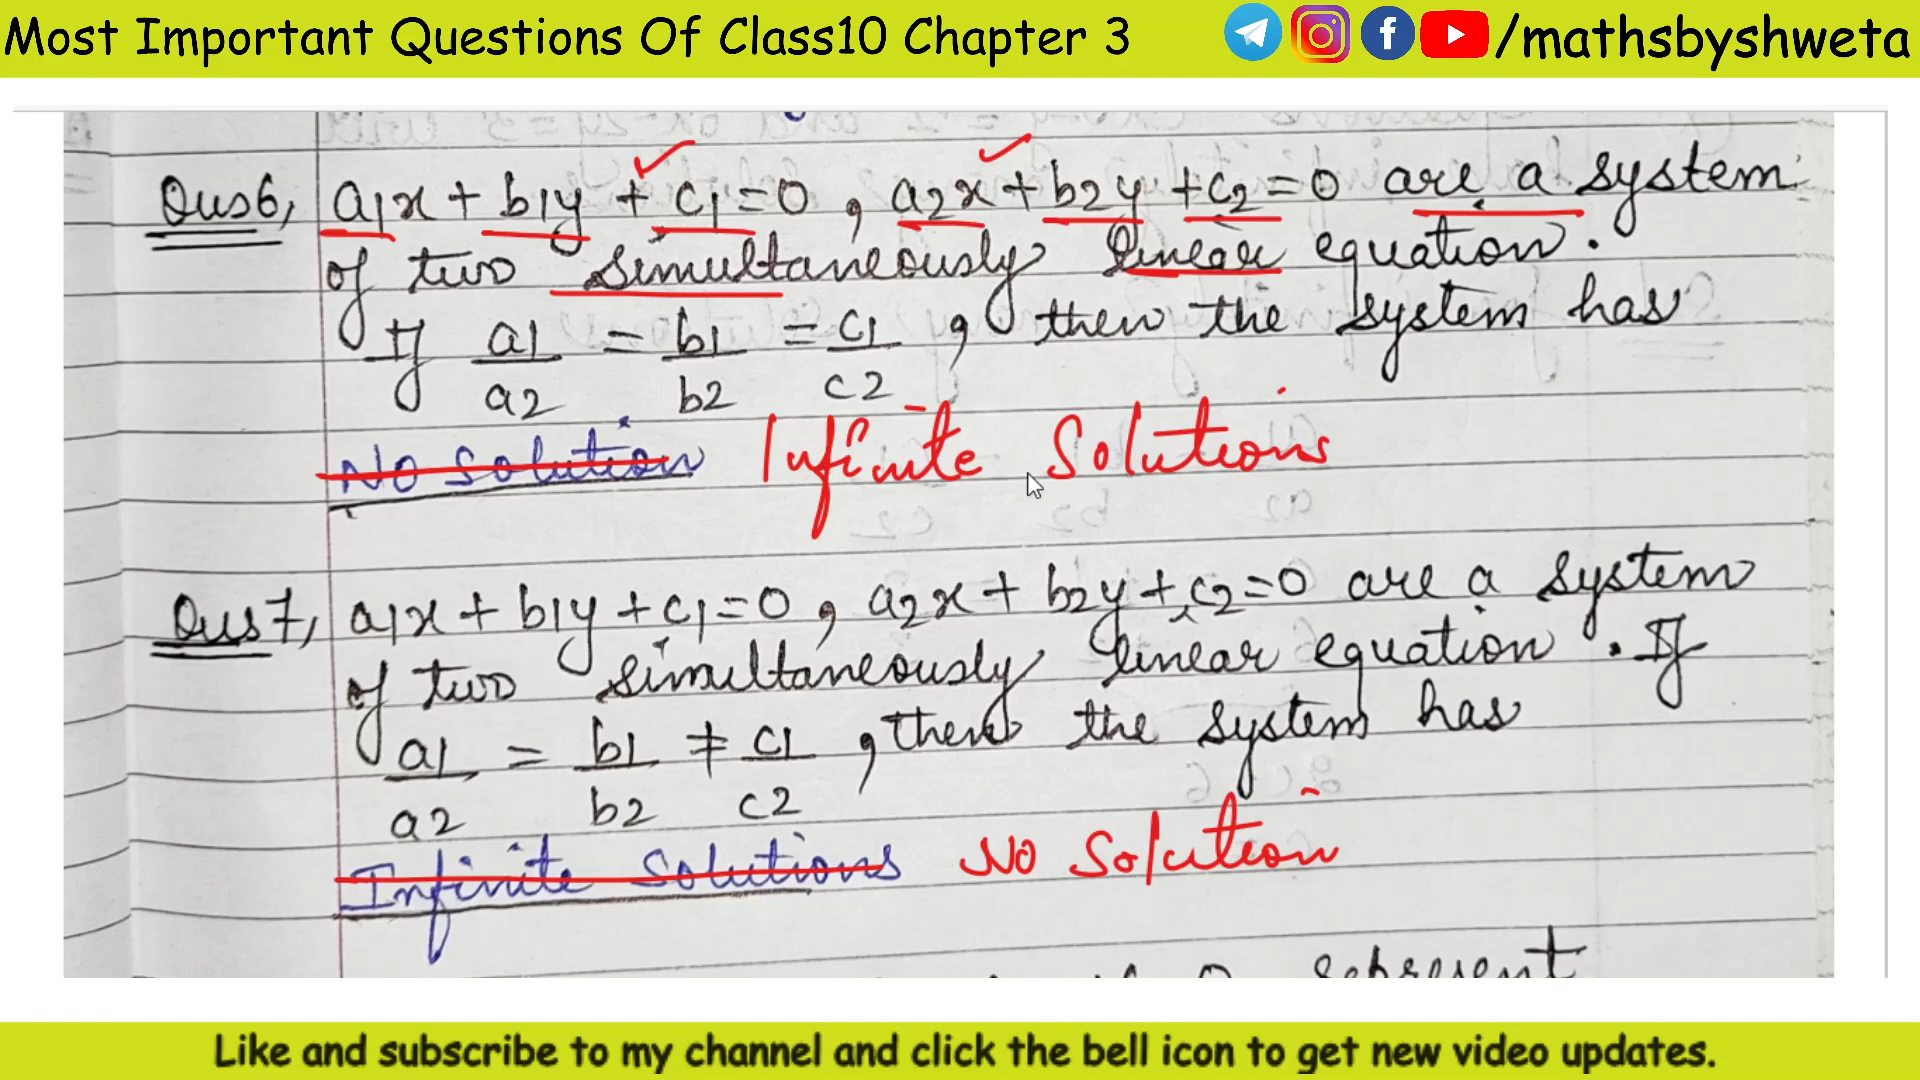 Most Important Questions Of Class10 Chapter 3 /mathsbyshweta
Ques6, a1x + b1y + c1 = 0 , a2x + b2y + c2 = 0 are a system
of two simultaneously linear equation .
If a1/a2 = b1/b2 = c1/c2 , then the system has
No Solution Infinite Solutions
Ques7, a1x + b1y + c1 = 0 , a2x + b2y + c2 = 0 are a system
of two simultaneously linear equation . If
a1/a2 = b1/b2 ≠ c1/c2 , then the system has
Infinite Solutions No Solution
represent
Like and subscribe to my channel and click the bell icon to get new video updates.